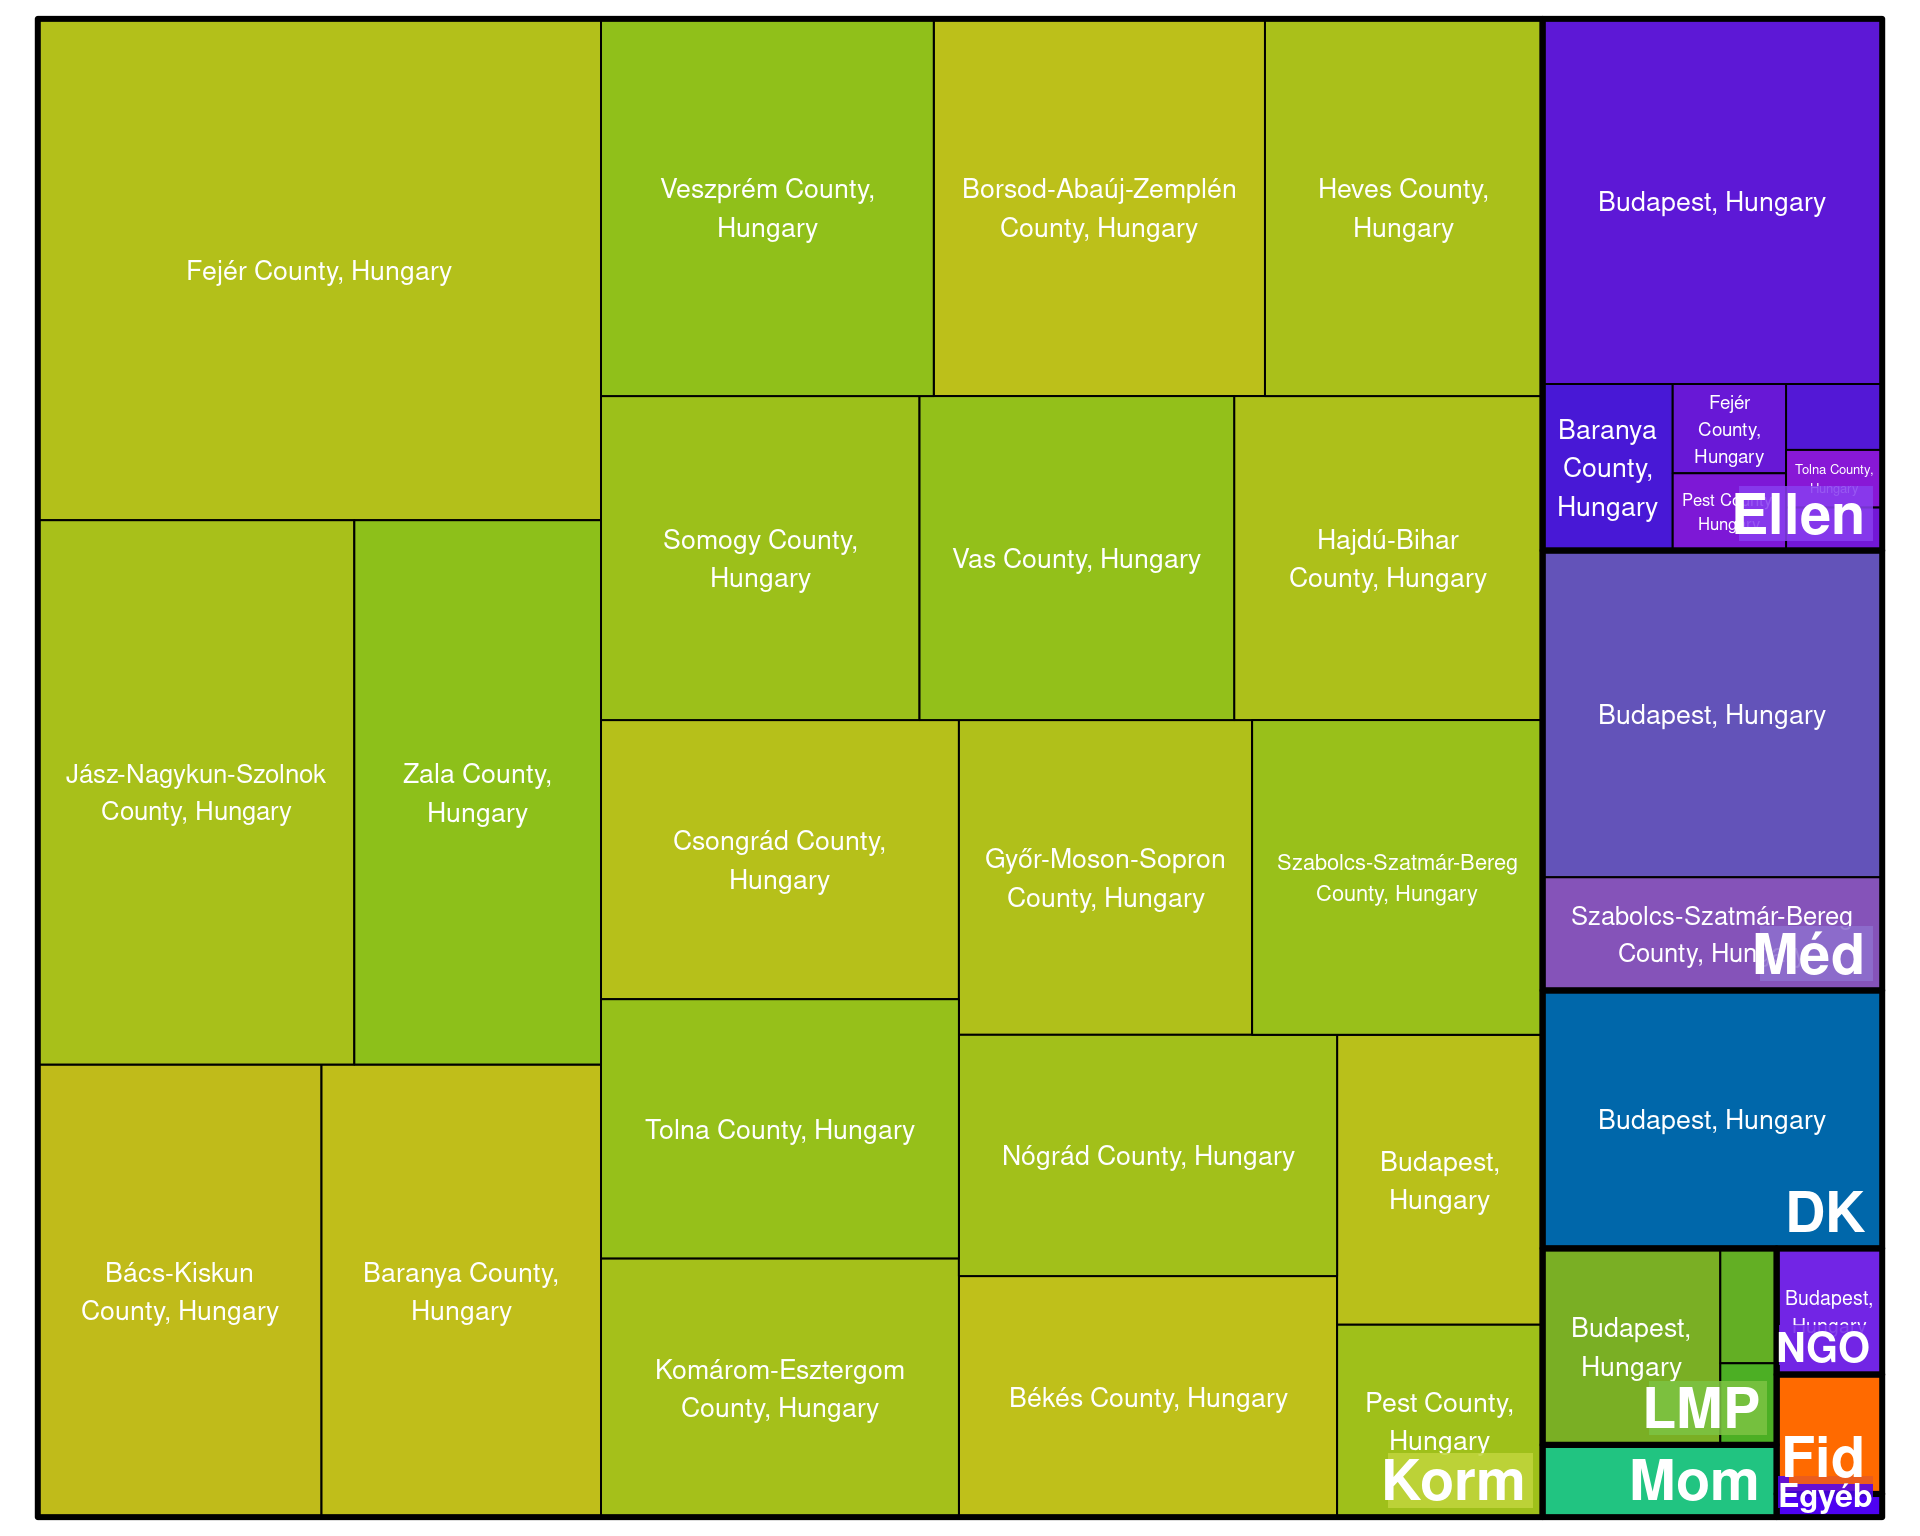 Fejér County, Hungary
Veszprém County,
Hungary
Borsod-Abaúj-Zemplén
County, Hungary
Heves County,
Hungary
Jász-Nagykun-Szolnok
County, Hungary
Zala County,
Hungary
Somogy County,
Hungary
Vas County, Hungary
Hajdú-Bihar
County, Hungary
Csongrád County,
Hungary
Győr-Moson-Sopron
County, Hungary
Szabolcs-Szatmár-Bereg
County, Hungary
Tolna County, Hungary
Nógrád County, Hungary
Budapest,
Hungary
Bács-Kiskun
County, Hungary
Baranya County,
Hungary
Komárom-Esztergom
County, Hungary
Békés County, Hungary
Pest County,
Hungary
Korm
Budapest, Hungary
Baranya
County,
Hungary
Fejér
County,
Hungary
Pest County,
Hungary
Tolna County,
Hungary
Ellen
Budapest, Hungary
Szabolcs-Szatmár-Bereg
County, Hungary
Méd
Budapest, Hungary
DK
Budapest,
Hungary
LMP
Budapest,
Hungary
NGO
Mom
Fid
Egyéb